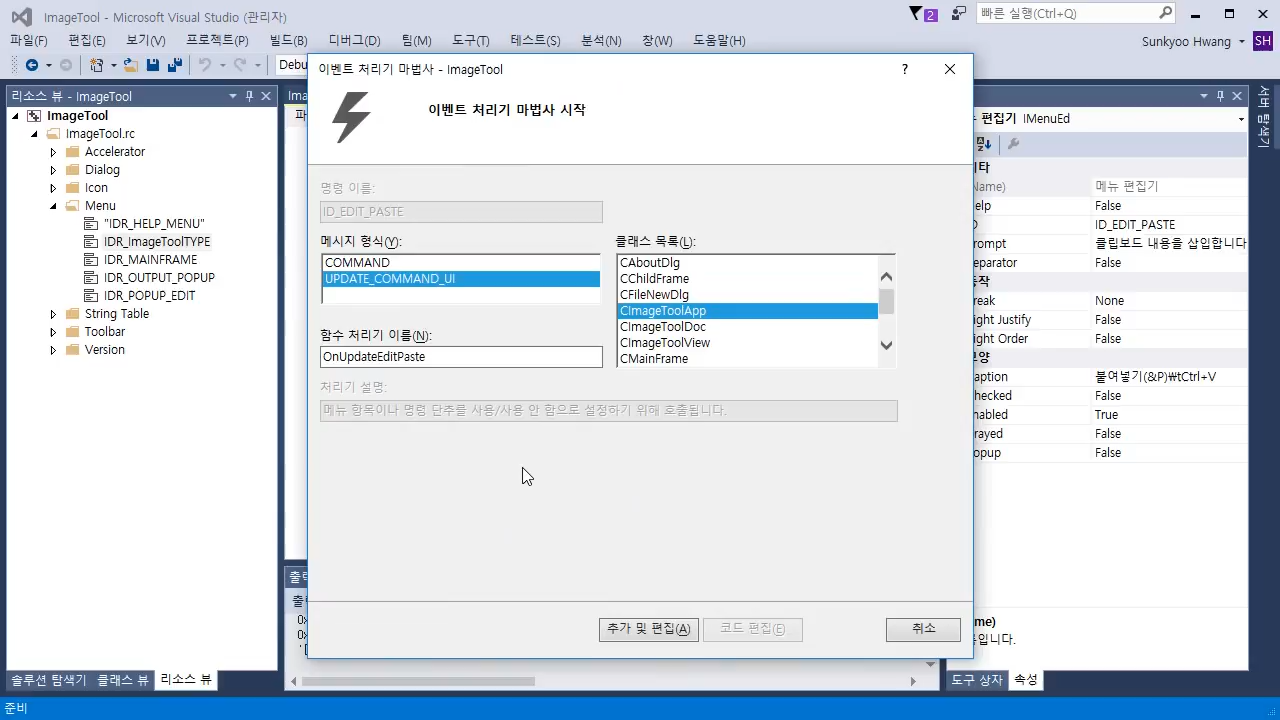 ImageTool - Microsoft Visual Studio (관리자)
2
빠른 실행(Ctrl+Q)
파일(F) 편집(E) 보기(V) 프로젝트(P) 빌드(B) 디버그(D) 팀(M) 도구(T) 테스트(S) 분석(N) 창(W) 도움말(H)
Sunkyoo Hwang SH
Debu
리소스 뷰 - ImageTool
ImageTool
ImageTool.rc
Accelerator
Dialog
Icon
Menu
"IDR_HELP_MENU"
IDR_ImageToolTYPE
IDR_MAINFRAME
IDR_OUTPUT_POPUP
IDR_POPUP_EDIT
String Table
Toolbar
Version
솔루션 탐색기 클래스 뷰 리소스 뷰
Ima
파
이벤트 처리기 마법사 - ImageTool
?
이벤트 처리기 마법사 시작
명령 이름:
ID_EDIT_PASTE
메시지 형식(Y):
COMMAND
UPDATE_COMMAND_UI
클래스 목록(L):
CAboutDlg
CChildFrame
CFileNewDlg
CImageToolApp
CImageToolDoc
CImageToolView
CMainFrame
함수 처리기 이름(N):
OnUpdateEditPaste
처리기 설명:
메뉴 항목이나 명령 단추를 사용/사용 안 함으로 설정하기 위해 호출됩니다.
추가 및 편집(A) 코드 편집(E) 취소
편집기 IMenuEd
타
Name) 메뉴 편집기
elp False
D ID_EDIT_PASTE
rompt 클립보드 내용을 삽입합니다
eparator False
동작
reak None
ight Justify False
ight Order False
모양
aption 붙여넣기(&P)₩tCtrl+V
hecked False
nabled True
rayed False
opup False
me)
입니다.
도구 상자 속성
서버 탐색기
준비